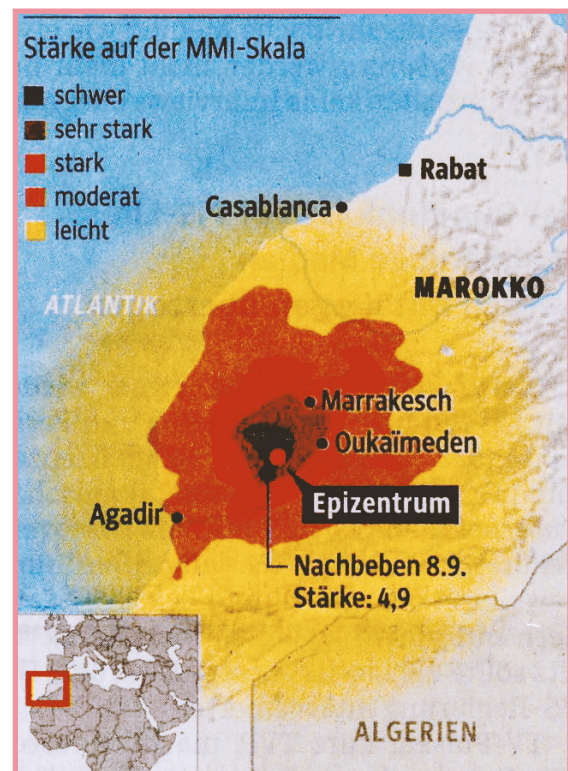 Stärke auf der MMI-Skala
schwer
sehr stark
stark
moderat
leicht
Rabat
Casablanca
MAROKKO
ATLANTIK
Marrakesch
Oukaïmeden
Epizentrum
Agadir
Nachbeben 8.9.
Stärke: 4,9
ALGERIEN